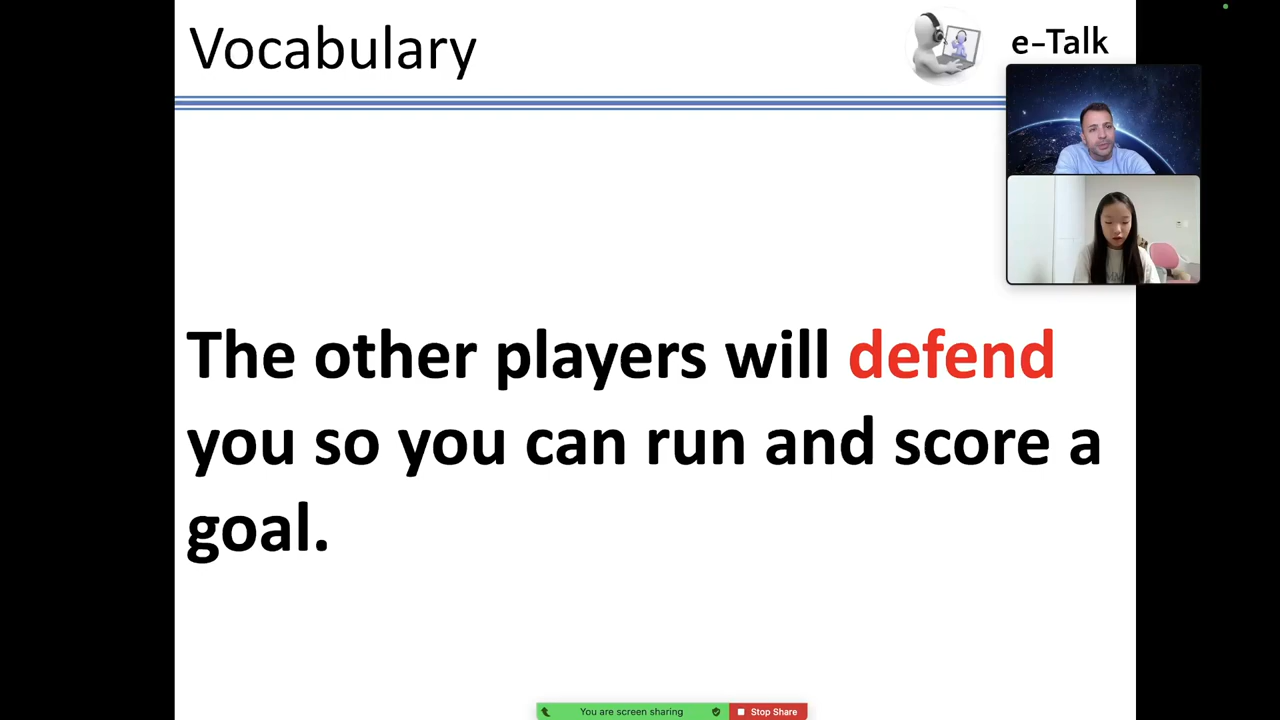 Vocabulary
e-Talk
The other players will defend
you so you can run and score a
goal.
You are screen sharing
Stop Share